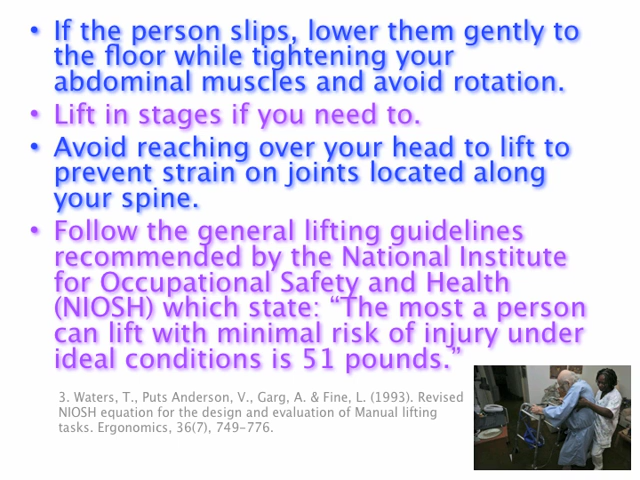 • If the person slips, lower them gently to
the floor while tightening your
abdominal muscles and avoid rotation.
• Lift in stages if you need to.
• Avoid reaching over your head to lift to
prevent strain on joints located along
your spine.
• Follow the general lifting guidelines
recommended by the National Institute
for Occupational Safety and Health
(NIOSH) which state: “The most a person
can lift with minimal risk of injury under
ideal conditions is 51 pounds.”
3. Waters, T., Puts Anderson, V., Garg, A. & Fine, L. (1993). Revised
NIOSH equation for the design and evaluation of Manual lifting
tasks. Ergonomics, 36(7), 749-776.